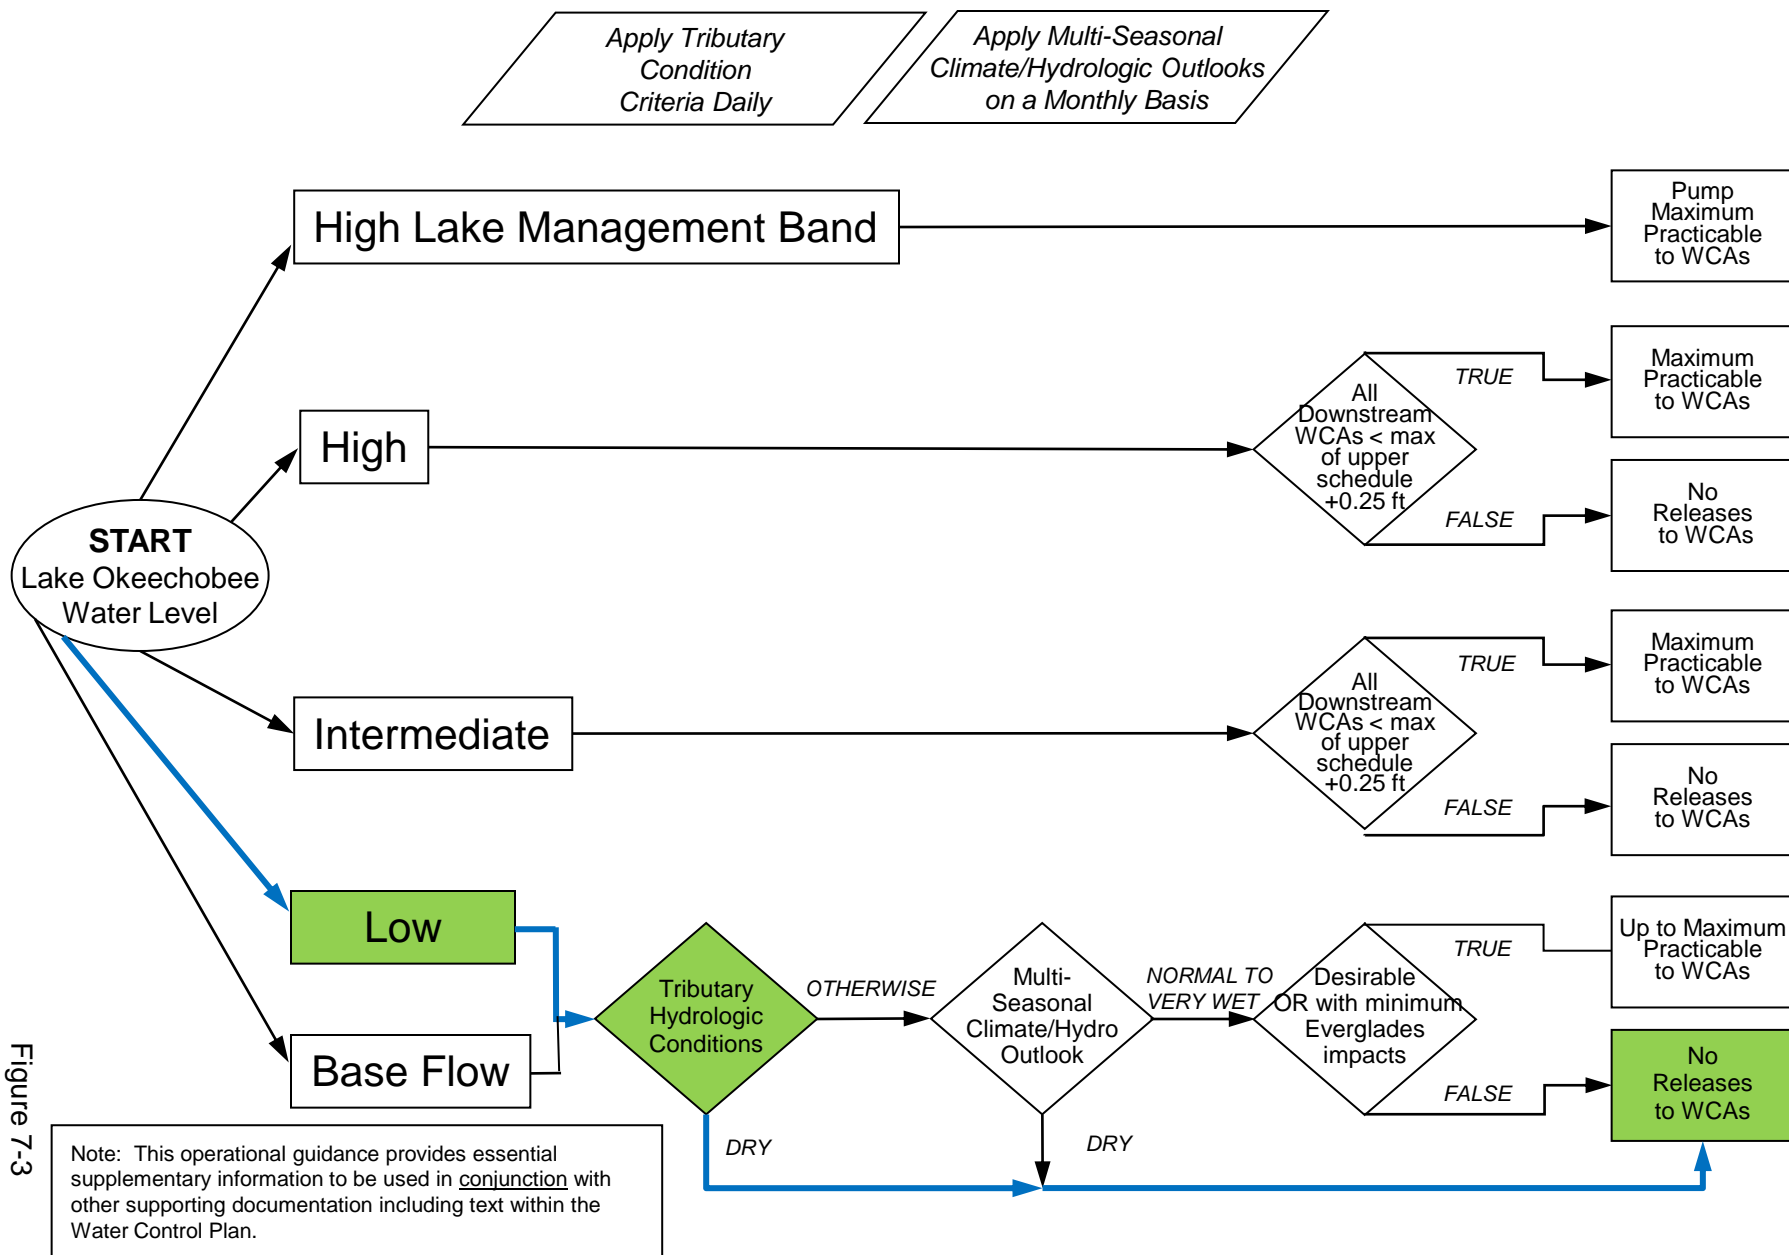 Apply Tributary
Condition
Criteria Daily
Apply Multi-Seasonal
Climate/Hydrologic Outlooks
on a Monthly Basis
High Lake Management Band
Pump
Maximum
Practicable
to WCAs
High
All
Downstream
WCAs < max
of upper
schedule
+0.25 ft
TRUE
Maximum
Practicable
to WCAs
FALSE
No
Releases
to WCAs
START
Lake Okeechobee
Water Level
Intermediate
All
Downstream
WCAs < max
of upper
schedule
+0.25 ft
TRUE
Maximum
Practicable
to WCAs
FALSE
No
Releases
to WCAs
Low
Base Flow
Tributary
Hydrologic
Conditions
OTHERWISE
DRY
Multi-
Seasonal
Climate/Hydro
Outlook
NORMAL TO
VERY WET
DRY
Desirable
OR with minimum
Everglades
impacts
TRUE
Up to Maximum
Practicable
to WCAs
FALSE
No
Releases
to WCAs
Figure 7-3
Note: This operational guidance provides essential
supplementary information to be used in conjunction with
other supporting documentation including text within the
Water Control Plan.